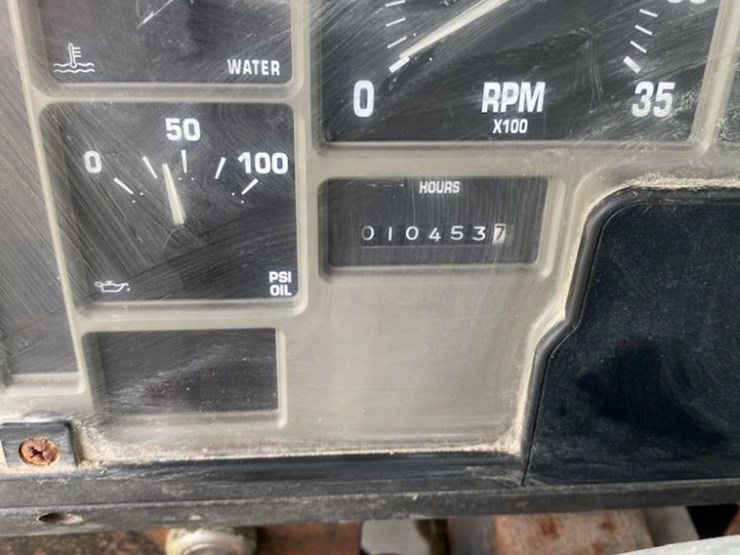 WATER
0 35
RPM
X100
50
0 100
PSI
OIL
HOURS
0104537